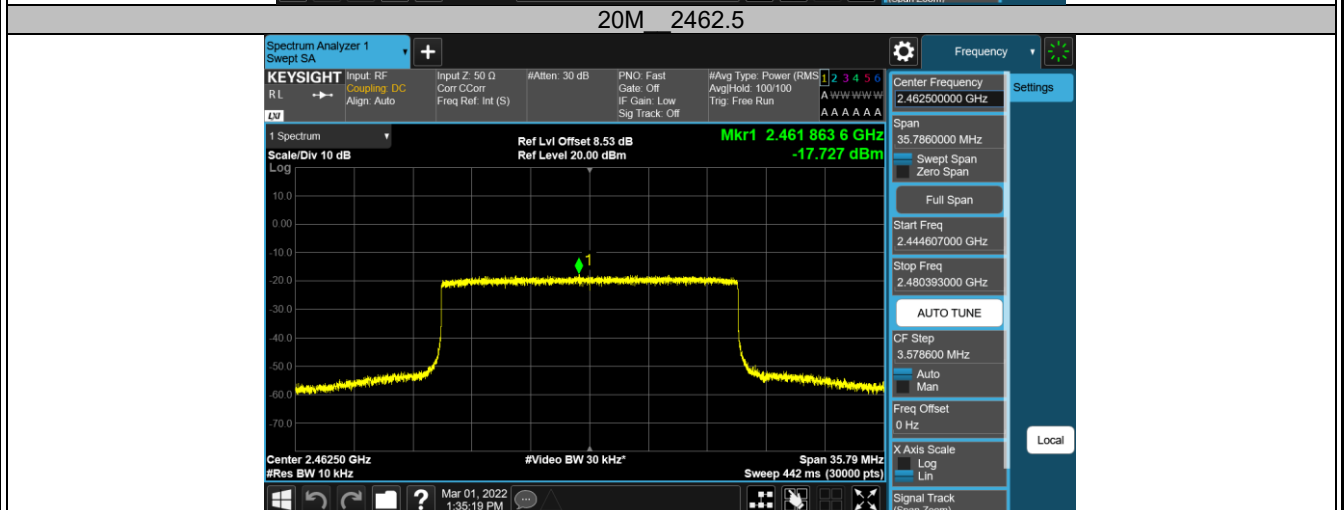 (Span Zoom)
20M__2462.5
Spectrum Analyzer 1
Swept SA
Frequency
KEYSIGHT
RL
LXI
Input: RF
Coupling: DC
Align: Auto
Input Z: 50 Ω
Corr CCorr
Freq Ref: Int (S)
#Atten: 30 dB
PNO: Fast
Gate: Off
IF Gain: Low
Sig Track: Off
#Avg Type: Power (RMS
Avg|Hold: 100/100
Trig: Free Run
1 2 3 4 5 6
A W W W W W
A A A A A A
Center Frequency
2.462500000 GHz
Settings
1 Spectrum
Scale/Div 10 dB
Log
Ref Lvl Offset 8.53 dB
Ref Level 20.00 dBm
Mkr1 2.461 863 6 GHz
-17.727 dBm
Span
35.7860000 MHz
Swept Span
Zero Span
Full Span
Start Freq
2.444607000 GHz
Stop Freq
2.480393000 GHz
AUTO TUNE
CF Step
3.578600 MHz
Auto
Man
Freq Offset
0 Hz
X Axis Scale
Log
Lin
Signal Track
(Span Zoom)
Local
10.0
0.00
-10.0
-20.0
-30.0
-40.0
-50.0
-60.0
-70.0
1
Center 2.46250 GHz
#Res BW 10 kHz
#Video BW 30 kHz*
Span 35.79 MHz
Sweep 442 ms (30000 pts)
?
Mar 01, 2022
1:35:19 PM